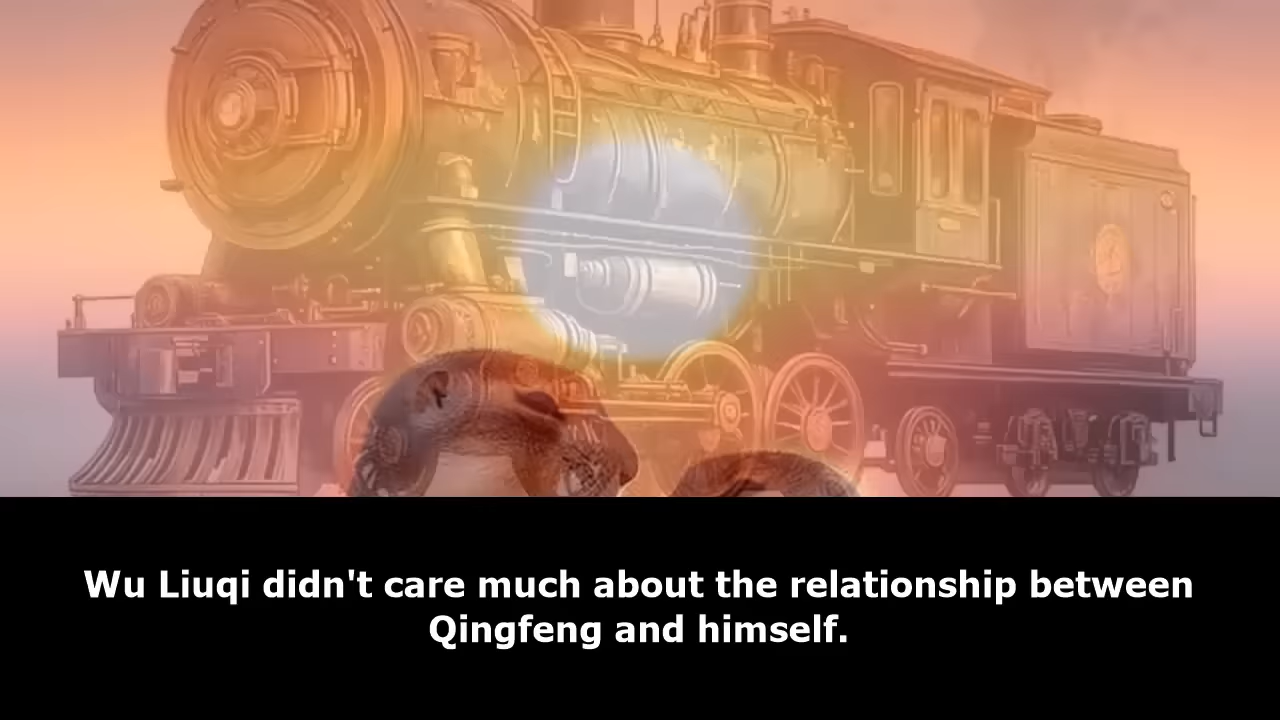 Wu Liuqi didn't care much about the relationship between
Qingfeng and himself.